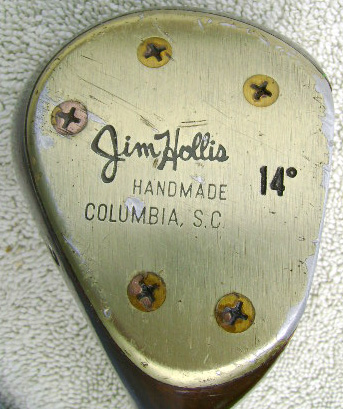 Jim Hollis
14°
HANDMADE
COLUMBIA, S.C.